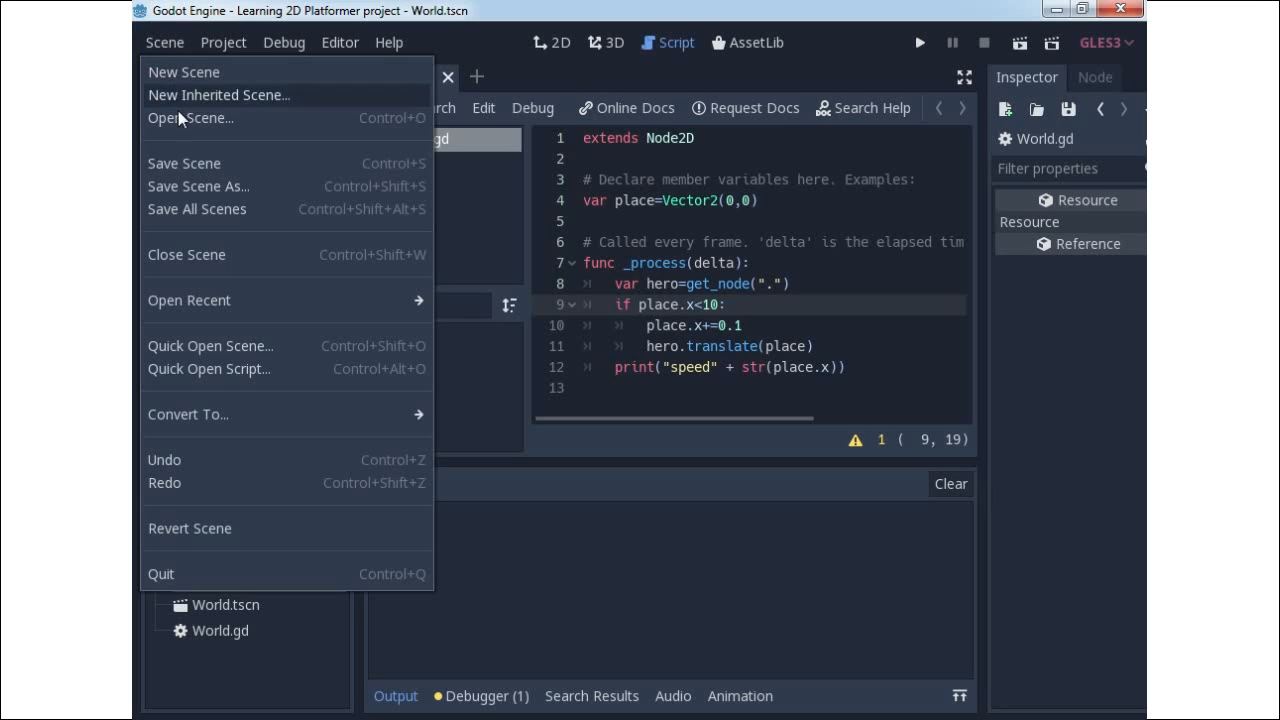 Godot Engine - Learning 2D Platformer project - World.tscn
Scene Project Debug Editor Help 2D 3D Script AssetLib GLES3
New Scene
New Inherited Scene...
Open Scene... Control+O
Save Scene Control+S
Save Scene As... Control+Shift+S
Save All Scenes Control+Shift+Alt+S
Close Scene Control+Shift+W
Open Recent
Quick Open Scene... Control+Shift+O
Quick Open Script... Control+Alt+O
Convert To...
Undo Control+Z
Redo Control+Shift+Z
Revert Scene
Quit Control+Q
World.tscn
World.gd
rch Edit Debug Online Docs Request Docs Search Help
gd
1 extends Node2D
2
3 # Declare member variables here. Examples:
4 var place=Vector2(0,0)
5
6 # Called every frame. 'delta' is the elapsed tim
7 func _process(delta):
8 var hero=get_node(".")
9 if place.x<10:
10 place.x+=0.1
11 hero.translate(place)
12 print("speed" + str(place.x))
13
1 ( 9, 19)
Clear
Output Debugger (1) Search Results Audio Animation
Inspector Node
World.gd
Filter properties
Resource
Resource
Reference